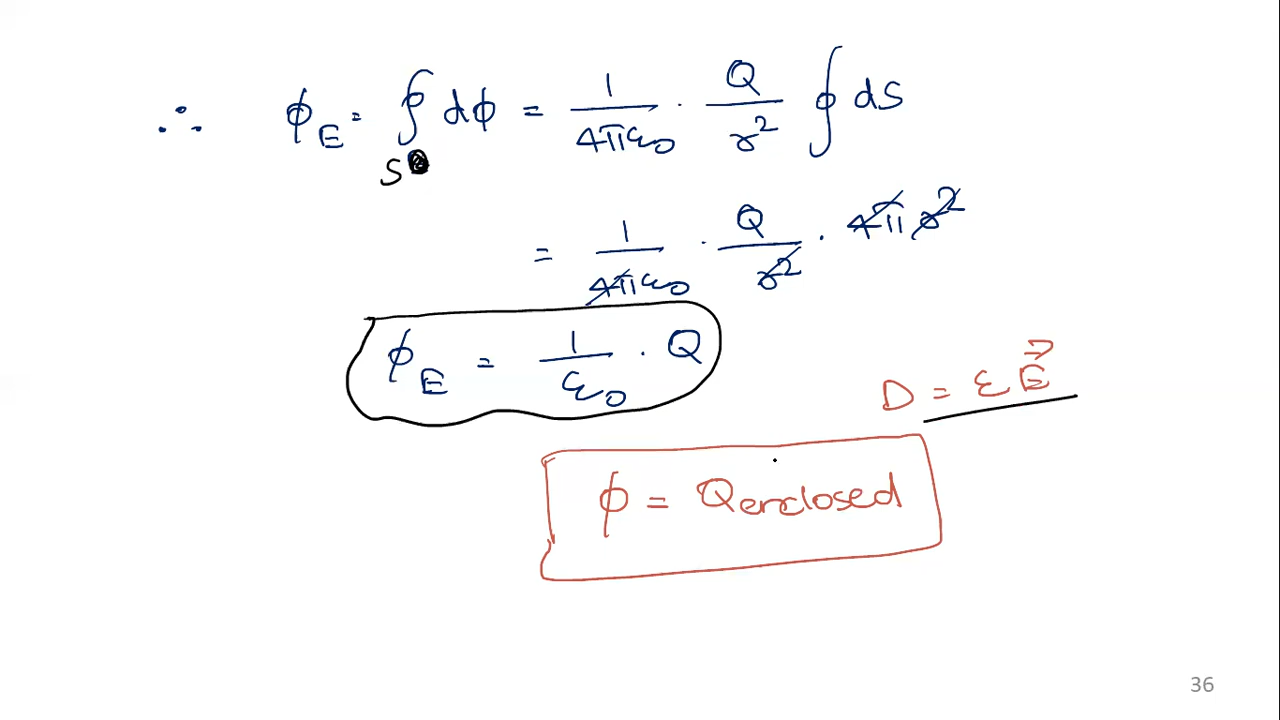 ∴ ϕE = ∮S dϕ = 1/4πε0 · Q/r² ∮ dS
= 1/4πε0 · Q/r² · 4πr²
ϕE = 1/ε0 · Q
D = εE⃗
ϕ = Qenclosed
36